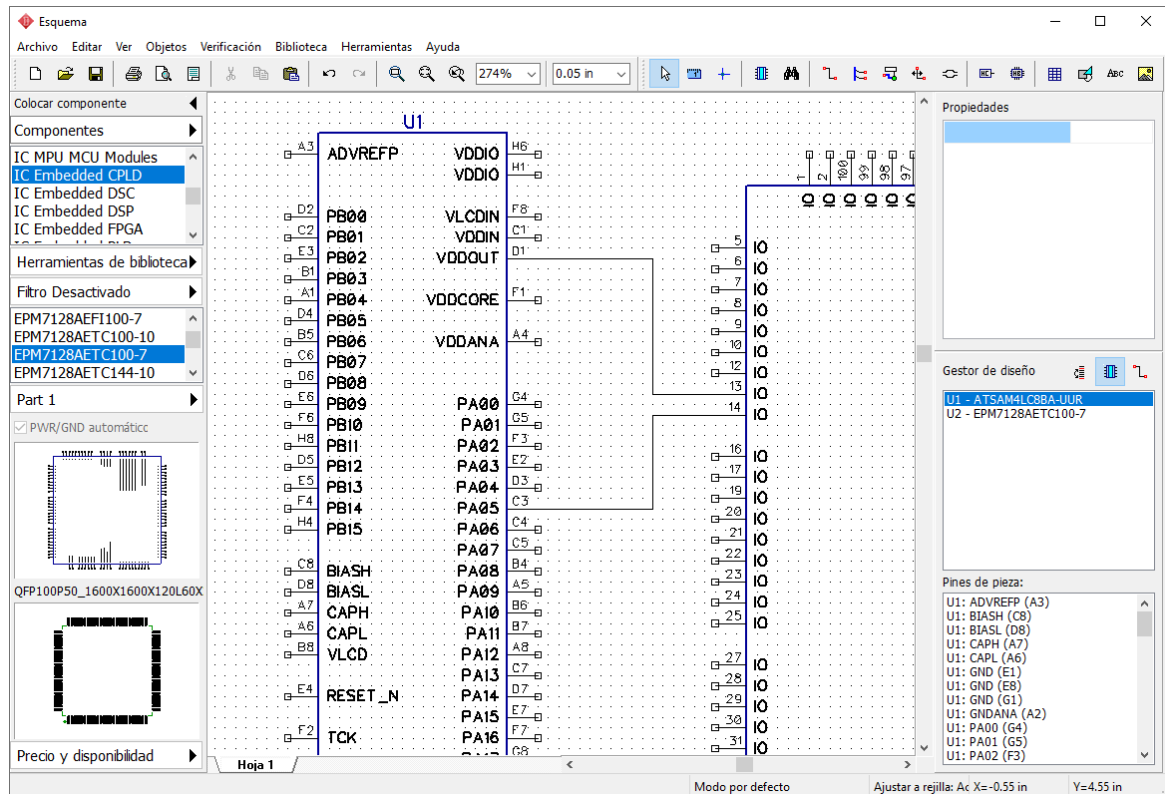 Esquema
Archivo Editar Ver Objetos Verificación Biblioteca Herramientas Ayuda
274% 0.05 in ABC
Colocar componente
Componentes
IC MPU MCU Modules
IC Embedded CPLD
IC Embedded DSC
IC Embedded DSP
IC Embedded FPGA
Herramientas de biblioteca
Filtro Desactivado
EPM7128AEFI100-7
EPM7128AETC100-10
EPM7128AETC100-7
EPM7128AETC144-10
Part 1
PWR/GND automáticc
QFP100P50_1600X1600X120L60X
Precio y disponibilidad
U1
A3 ADVREFP VDDIO H6
VDDIO H1
D2 PB00 VLCDIN F8
C2 PB01 VDDIN C1
E3 PB02 VDDOUT D1
B1 PB03
A1 PB04 VDDCORE F1
D4 PB05
B5 PB06 VDDANA A4
C6 PB07
D6 PB08
E6 PB09 PA00 G4
F6 PB10 PA01 G5
H8 PB11 PA02 F3
D5 PB12 PA03 E2
E5 PB13 PA04 D3
F4 PB14 PA05 C3
H4 PB15 PA06 C4
PA07 C5
C8 BIASH PA08 B4
D8 BIASL PA09 A5
A7 CAPH PA10 B6
A6 CAPL PA11 B7
B8 VLCD PA12 A8
PA13 C7
E4 RESET_N PA14 D7
PA15 E7
F2 TCK PA16 F7
G8
1 2 100 99 98 97
IO IO IO IO IO IO
5 IO
6 IO
7 IO
8 IO
9 IO
10 IO
12 IO
13 IO
14 IO
16 IO
17 IO
19 IO
20 IO
21 IO
22 IO
23 IO
24 IO
25 IO
27 IO
28 IO
29 IO
30 IO
31 IO
Hoja 1
Propiedades
Gestor de diseño
U1 - ATSAM4LC8BA-UUR
U2 - EPM7128AETC100-7
Pines de pieza:
U1: ADVREFP (A3)
U1: BIASH (C8)
U1: BIASL (D8)
U1: CAPH (A7)
U1: CAPL (A6)
U1: GND (E1)
U1: GND (E8)
U1: GND (G1)
U1: GNDANA (A2)
U1: PA00 (G4)
U1: PA01 (G5)
U1: PA02 (F3)
Modo por defecto Ajustar a rejilla: Ac X=-0.55 in Y=4.55 in